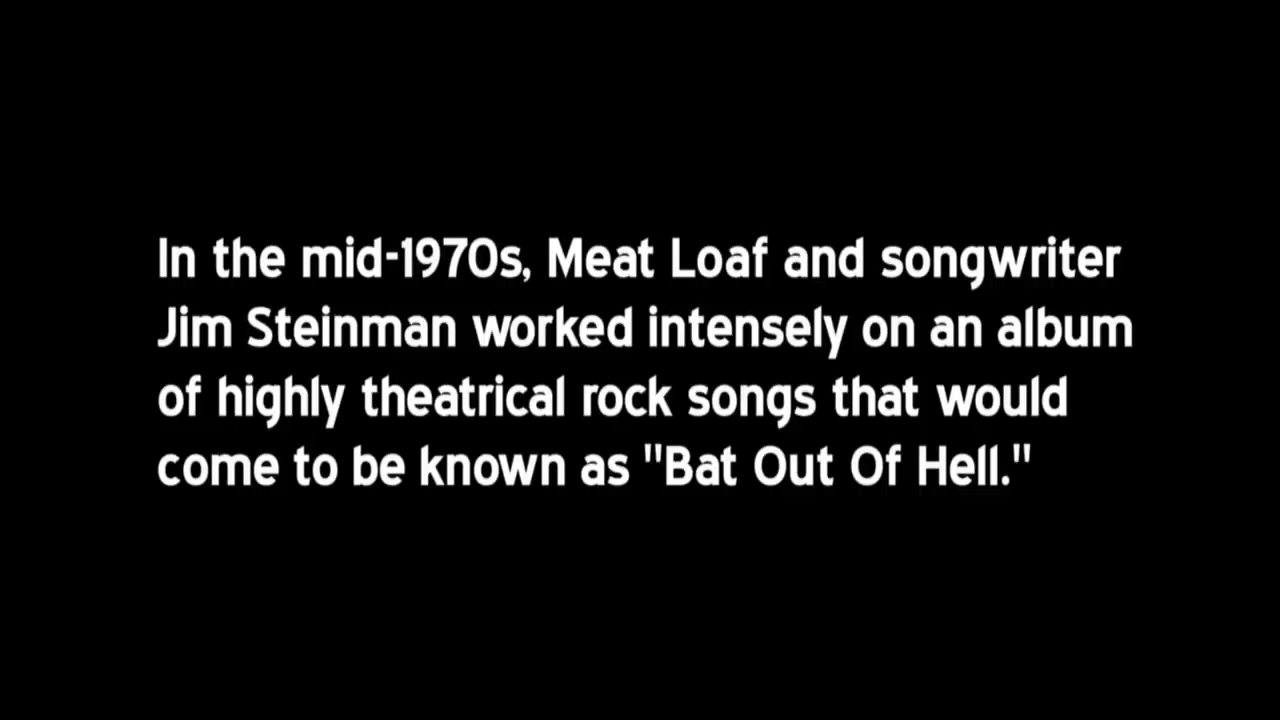 In the mid-1970s, Meat Loaf and songwriter
Jim Steinman worked intensely on an album
of highly theatrical rock songs that would
come to be known as "Bat Out Of Hell."